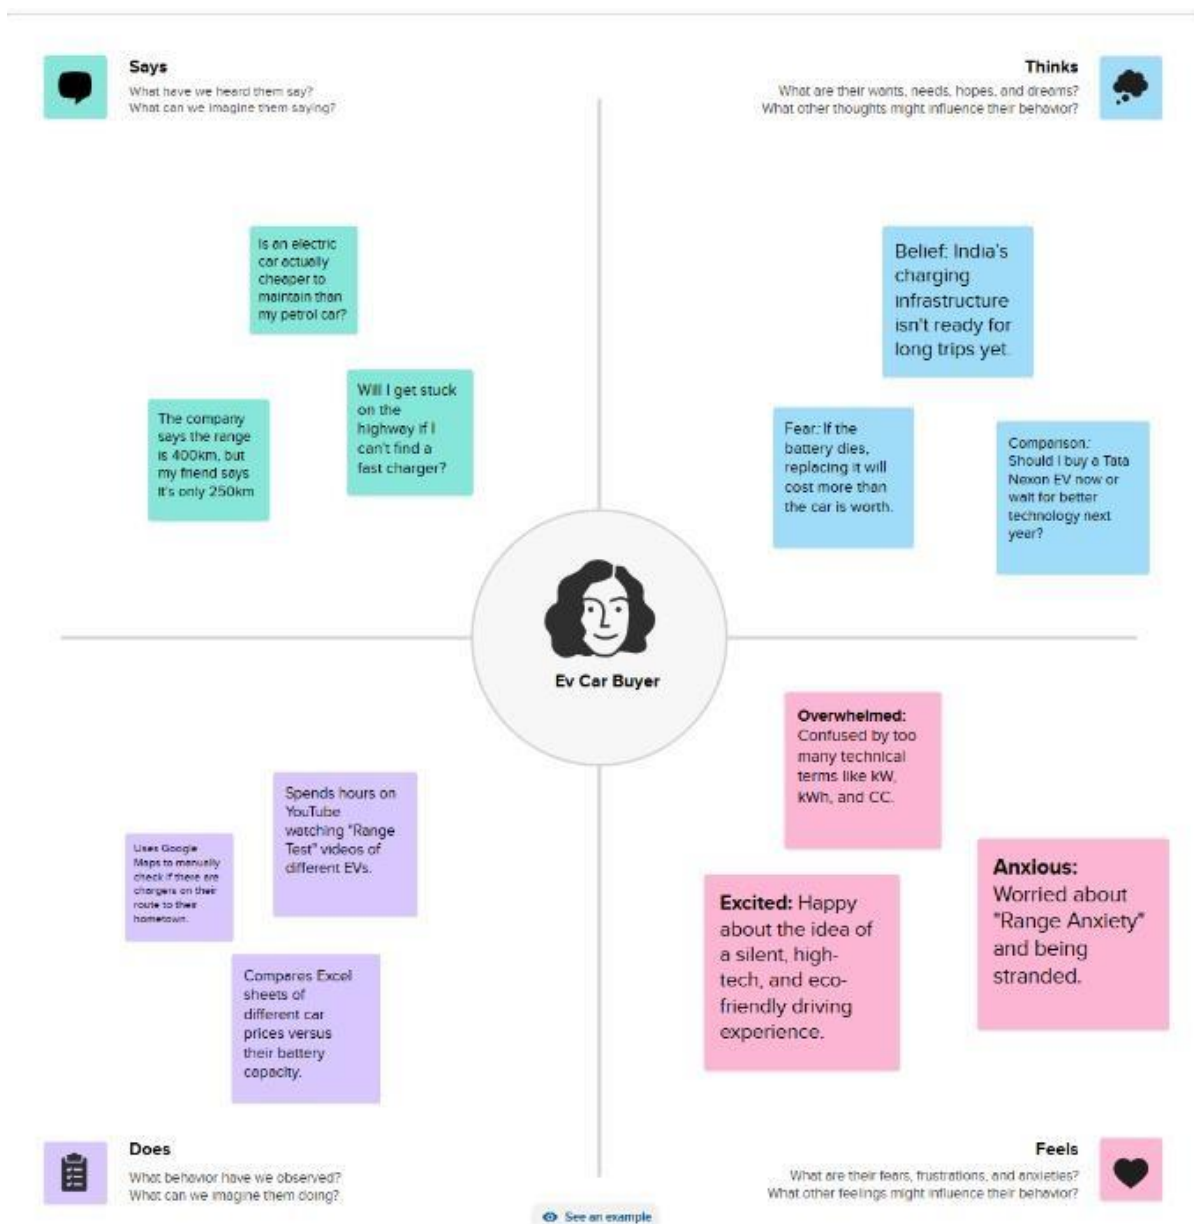 Says
What have we heard them say?
What can we imagine them saying?
Thinks
What are their wants, needs, hopes, and dreams?
What other thoughts might influence their behavior?
Is an electric
car actually
cheaper to
maintain than
my petrol car?
Will I get stuck
on the
highway if I
can't find a
fast charger?
The company
says the range
is 400km, but
my friend says
it's only 250km
Belief: India's
charging
infrastructure
isn't ready for
long trips yet.
Fear: If the
battery dies,
replacing it will
cost more than
the car is worth.
Comparison:
Should I buy a Tata
Nexon EV now or
wait for better
technology next
year?
Ev Car Buyer
Spends hours on
YouTube
watching "Range
Test" videos of
different EVs.
Uses Google
Maps to manually
check if there are
chargers on their
route to their
hometown.
Compares Excel
sheets of
different car
prices versus
their battery
capacity.
Overwhelmed:
Confused by too
many technical
terms like kW,
kWh, and CC.
Excited: Happy
about the idea of
a silent, high-
tech, and eco-
friendly driving
experience.
Anxious:
Worried about
"Range Anxiety"
and being
stranded.
Does
What behavior have we observed?
What can we imagine them doing?
Feels
What are their fears, frustrations, and anxieties?
What other feelings might influence their behavior?
See an example